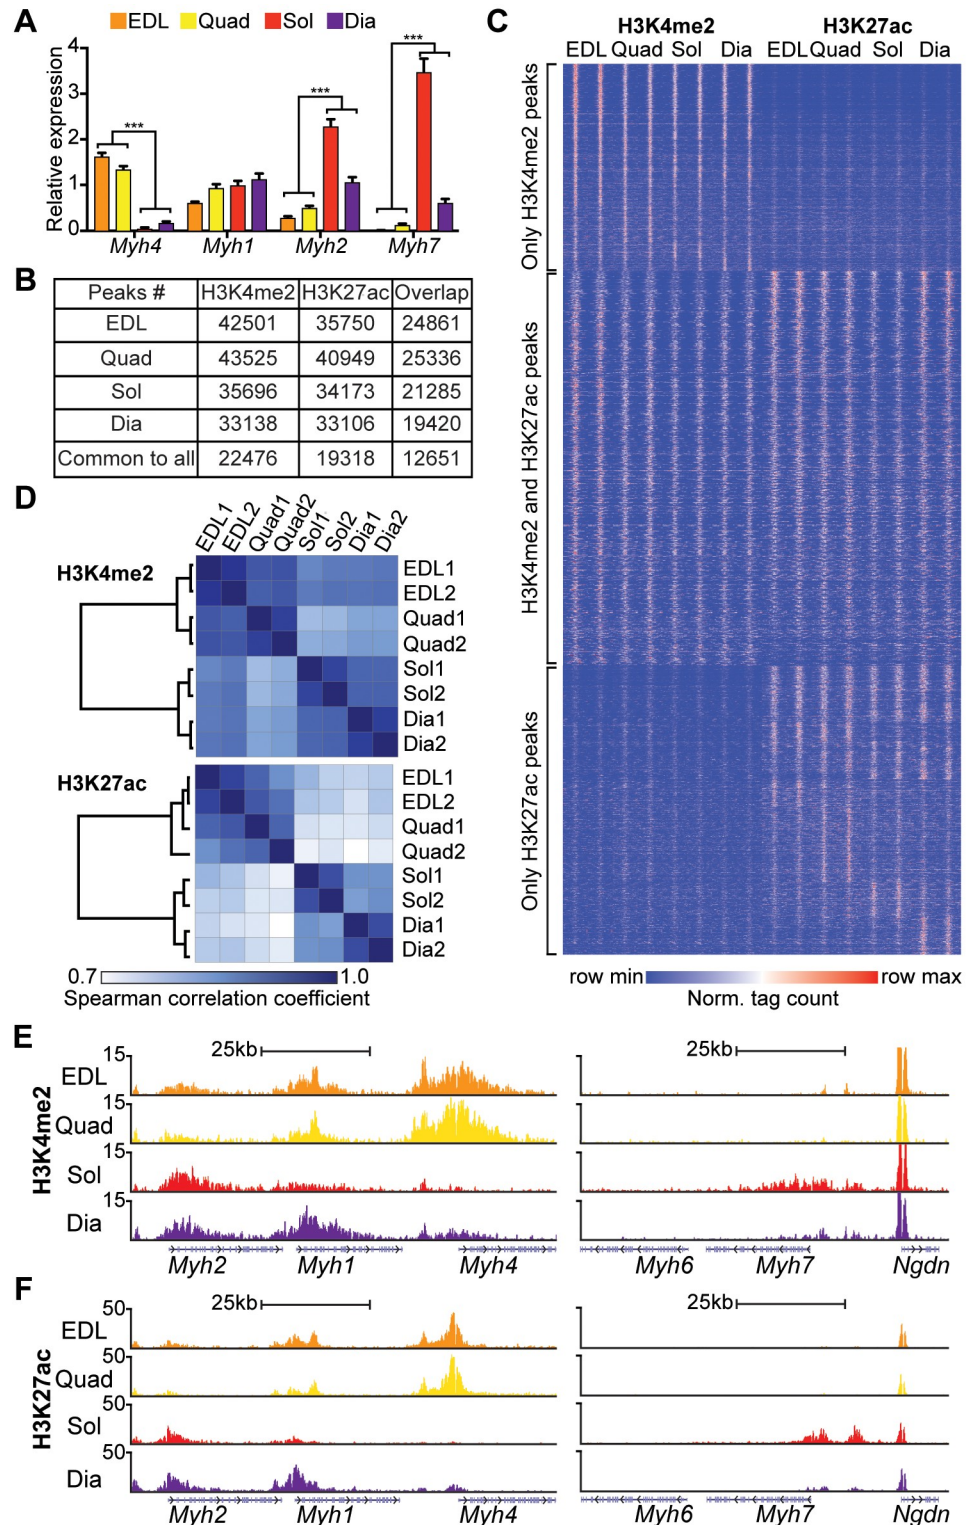 A
EDL Quad Sol Dia
Relative expression
4
3
2
1
0
***
***
***
Myh4 Myh1 Myh2 Myh7
B
Peaks # H3K4me2 H3K27ac Overlap
EDL 42501 35750 24861
Quad 43525 40949 25336
Sol 35696 34173 21285
Dia 33138 33106 19420
Common to all 22476 19318 12651
C
H3K4me2 H3K27ac
EDL Quad Sol Dia EDL Quad Sol Dia
Only H3K4me2 peaks
H3K4me2 and H3K27ac peaks
Only H3K27ac peaks
row min row max
Norm. tag count
D
EDL1 EDL2 Quad1 Quad2 Sol1 Sol2 Dia1 Dia2
H3K4me2
EDL1
EDL2
Quad1
Quad2
Sol1
Sol2
Dia1
Dia2
H3K27ac
EDL1
EDL2
Quad1
Quad2
Sol1
Sol2
Dia1
Dia2
0.7 1.0
Spearman correlation coefficient
E
H3K4me2
25kb 25kb
15
EDL
15
Quad
15
Sol
15
Dia
Myh2 Myh1 Myh4 Myh6 Myh7 Ngdn
F
H3K27ac
25kb 25kb
50
EDL
50
Quad
50
Sol
50
Dia
Myh2 Myh1 Myh4 Myh6 Myh7 Ngdn